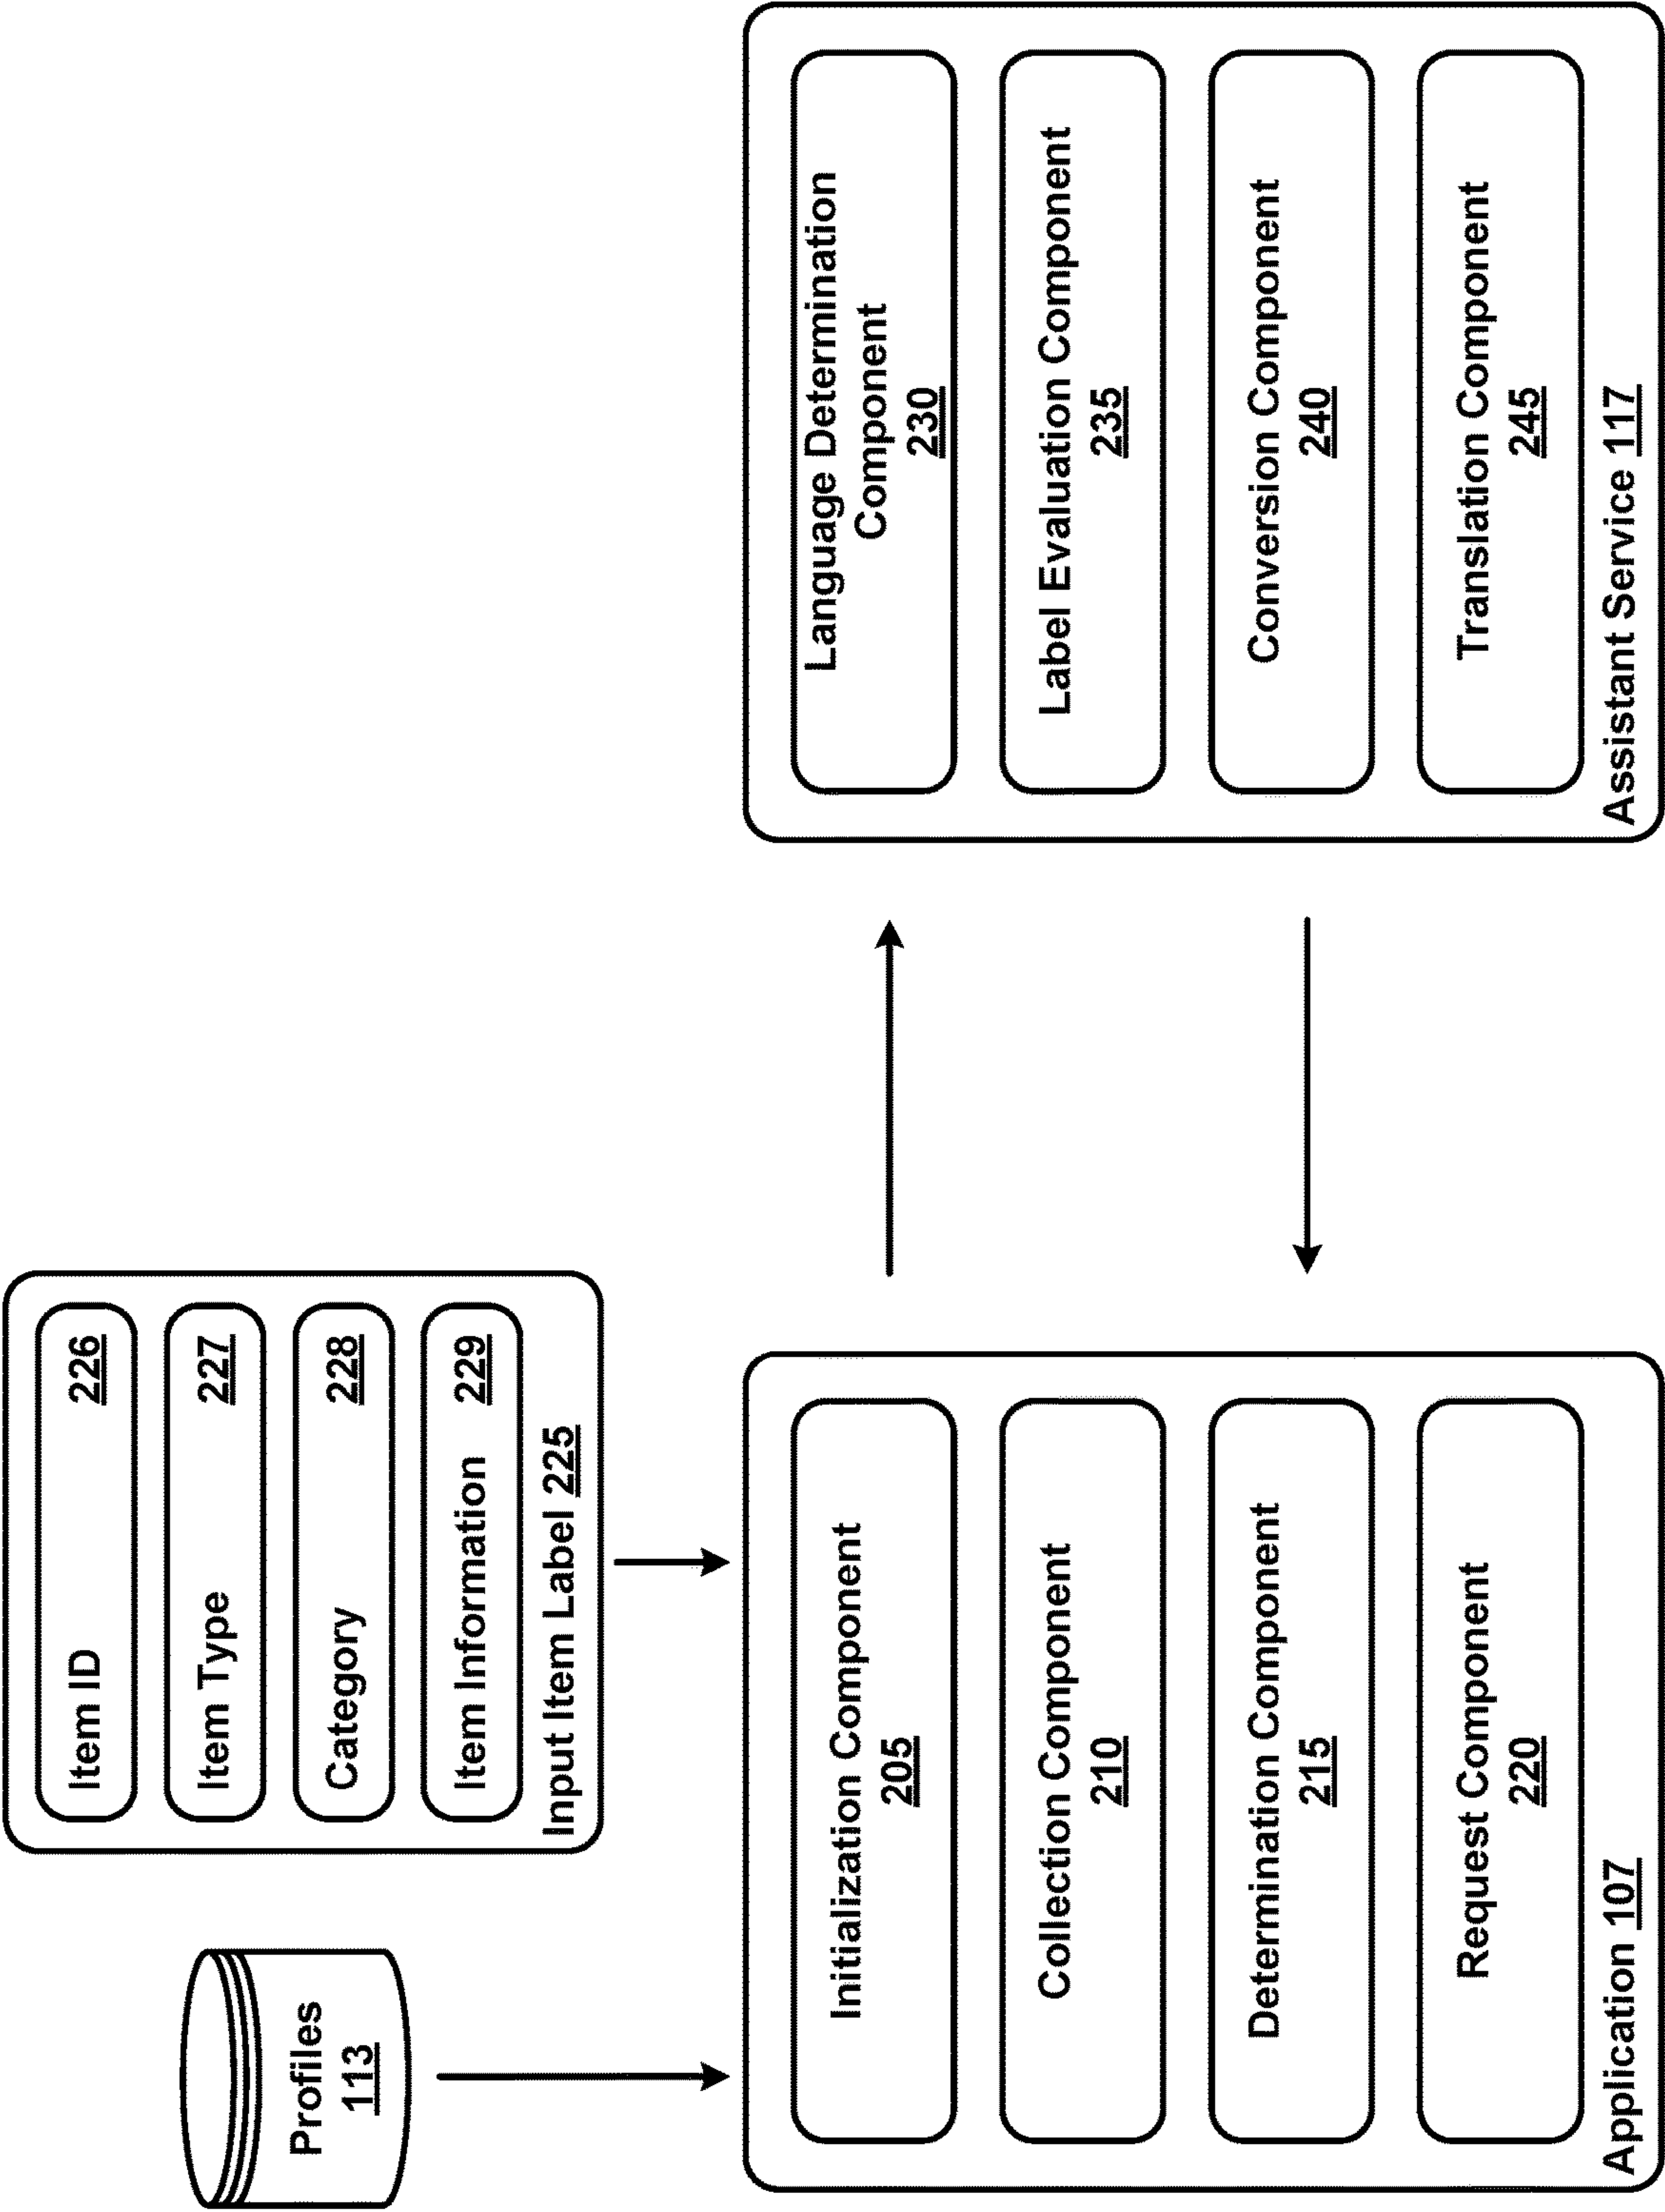 Profiles
113
Item ID 226
Item Type 227
Category 228
Item Information 229
Input Item Label 225
Initialization Component
205
Collection Component
210
Determination Component
215
Request Component
220
Application 107
Language Determination
Component
230
Label Evaluation Component
235
Conversion Component
240
Translation Component
245
Assistant Service 117